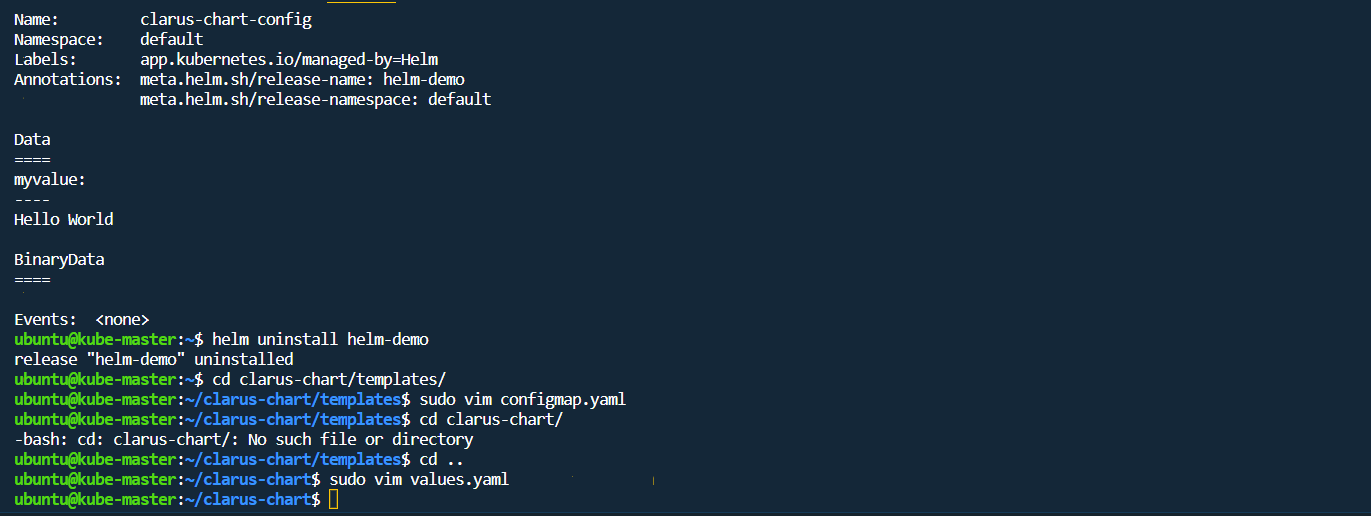 Name:         clarus-chart-config
Namespace:    default
Labels:       app.kubernetes.io/managed-by=Helm
Annotations:  meta.helm.sh/release-name: helm-demo
              meta.helm.sh/release-namespace: default

Data
====
myvalue:
----
Hello World

BinaryData
====

Events:  <none>
ubuntu@kube-master:~$ helm uninstall helm-demo
release "helm-demo" uninstalled
ubuntu@kube-master:~$ cd clarus-chart/templates/
ubuntu@kube-master:~/clarus-chart/templates$ sudo vim configmap.yaml
ubuntu@kube-master:~/clarus-chart/templates$ cd clarus-chart/
-bash: cd: clarus-chart/: No such file or directory
ubuntu@kube-master:~/clarus-chart/templates$ cd ..
ubuntu@kube-master:~/clarus-chart$ sudo vim values.yaml
ubuntu@kube-master:~/clarus-chart$